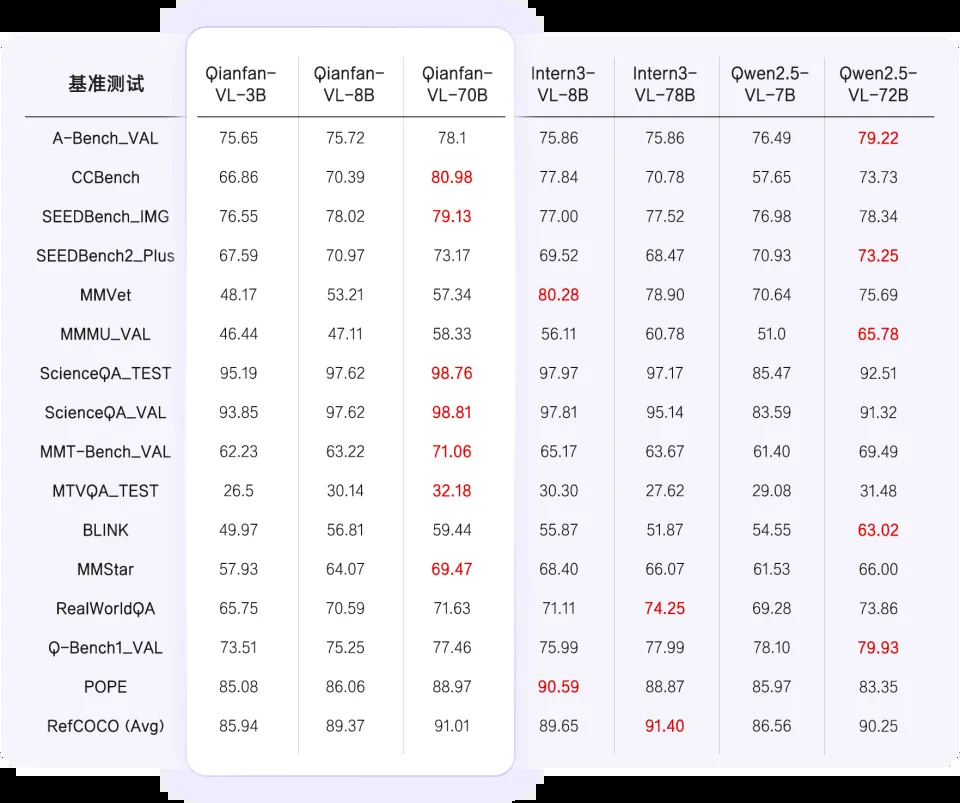 基准测试 Qianfan-VL-3B Qianfan-VL-8B Qianfan-VL-70B Intern3-VL-8B Intern3-VL-78B Qwen2.5-VL-7B Qwen2.5-VL-72B
A-Bench_VAL 75.65 75.72 78.1 75.86 75.86 76.49 79.22
CCBench 66.86 70.39 80.98 77.84 70.78 57.65 73.73
SEEDBench_IMG 76.55 78.02 79.13 77.00 77.52 76.98 78.34
SEEDBench2_Plus 67.59 70.97 73.17 69.52 68.47 70.93 73.25
MMVet 48.17 53.21 57.34 80.28 78.90 70.64 75.69
MMMU_VAL 46.44 47.11 58.33 56.11 60.78 51.0 65.78
ScienceQA_TEST 95.19 97.62 98.76 97.97 97.17 85.47 92.51
ScienceQA_VAL 93.85 97.62 98.81 97.81 95.14 83.59 91.32
MMT-Bench_VAL 62.23 63.22 71.06 65.17 63.67 61.40 69.49
MTVQA_TEST 26.5 30.14 32.18 30.30 27.62 29.08 31.48
BLINK 49.97 56.81 59.44 55.87 51.87 54.55 63.02
MMStar 57.93 64.07 69.47 68.40 66.07 61.53 66.00
RealWorldQA 65.75 70.59 71.63 71.11 74.25 69.28 73.86
Q-Bench1_VAL 73.51 75.25 77.46 75.99 77.99 78.10 79.93
POPE 85.08 86.06 88.97 90.59 88.87 85.97 83.35
RefCOCO (Avg) 85.94 89.37 91.01 89.65 91.40 86.56 90.25